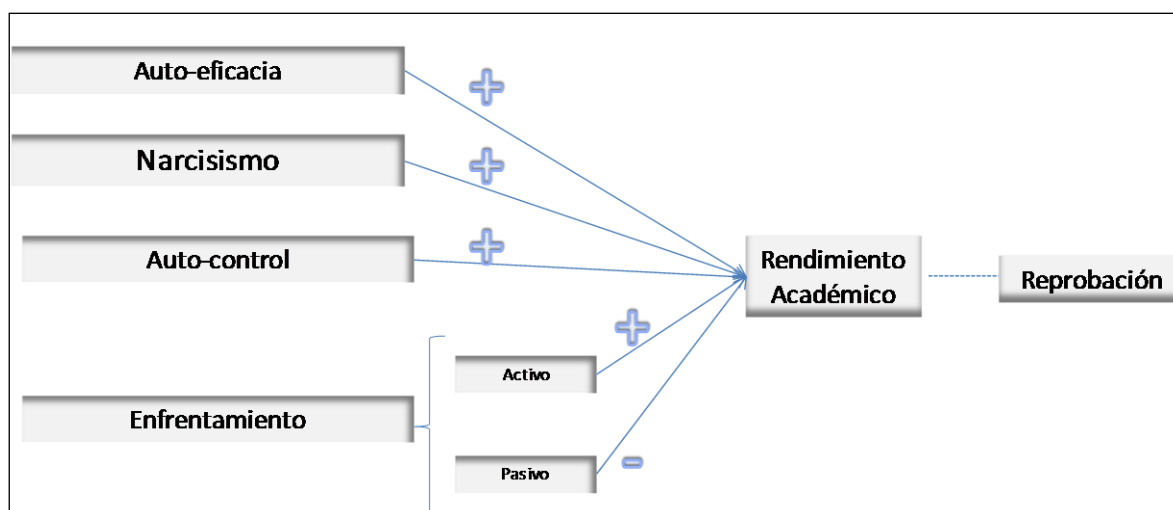 Auto-eficacia
+
Narcisismo
+
Auto-control
+
Rendimiento
Académico
Reprobación
Enfrentamiento
Activo
+
Pasivo
-